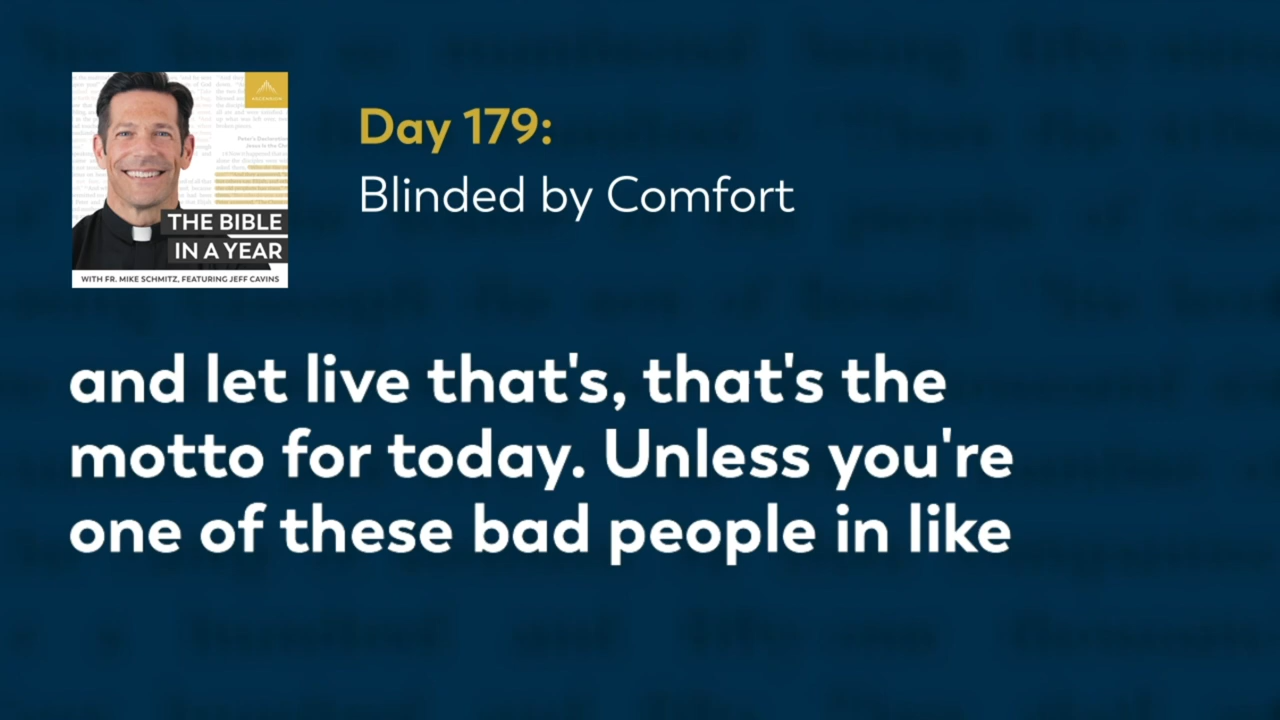 ASCENSION
THE BIBLE
IN A YEAR
WITH FR. MIKE SCHMITZ, FEATURING JEFF CAVINS
Day 179:
Blinded by Comfort
and let live that's, that's the
motto for today. Unless you're
one of these bad people in like